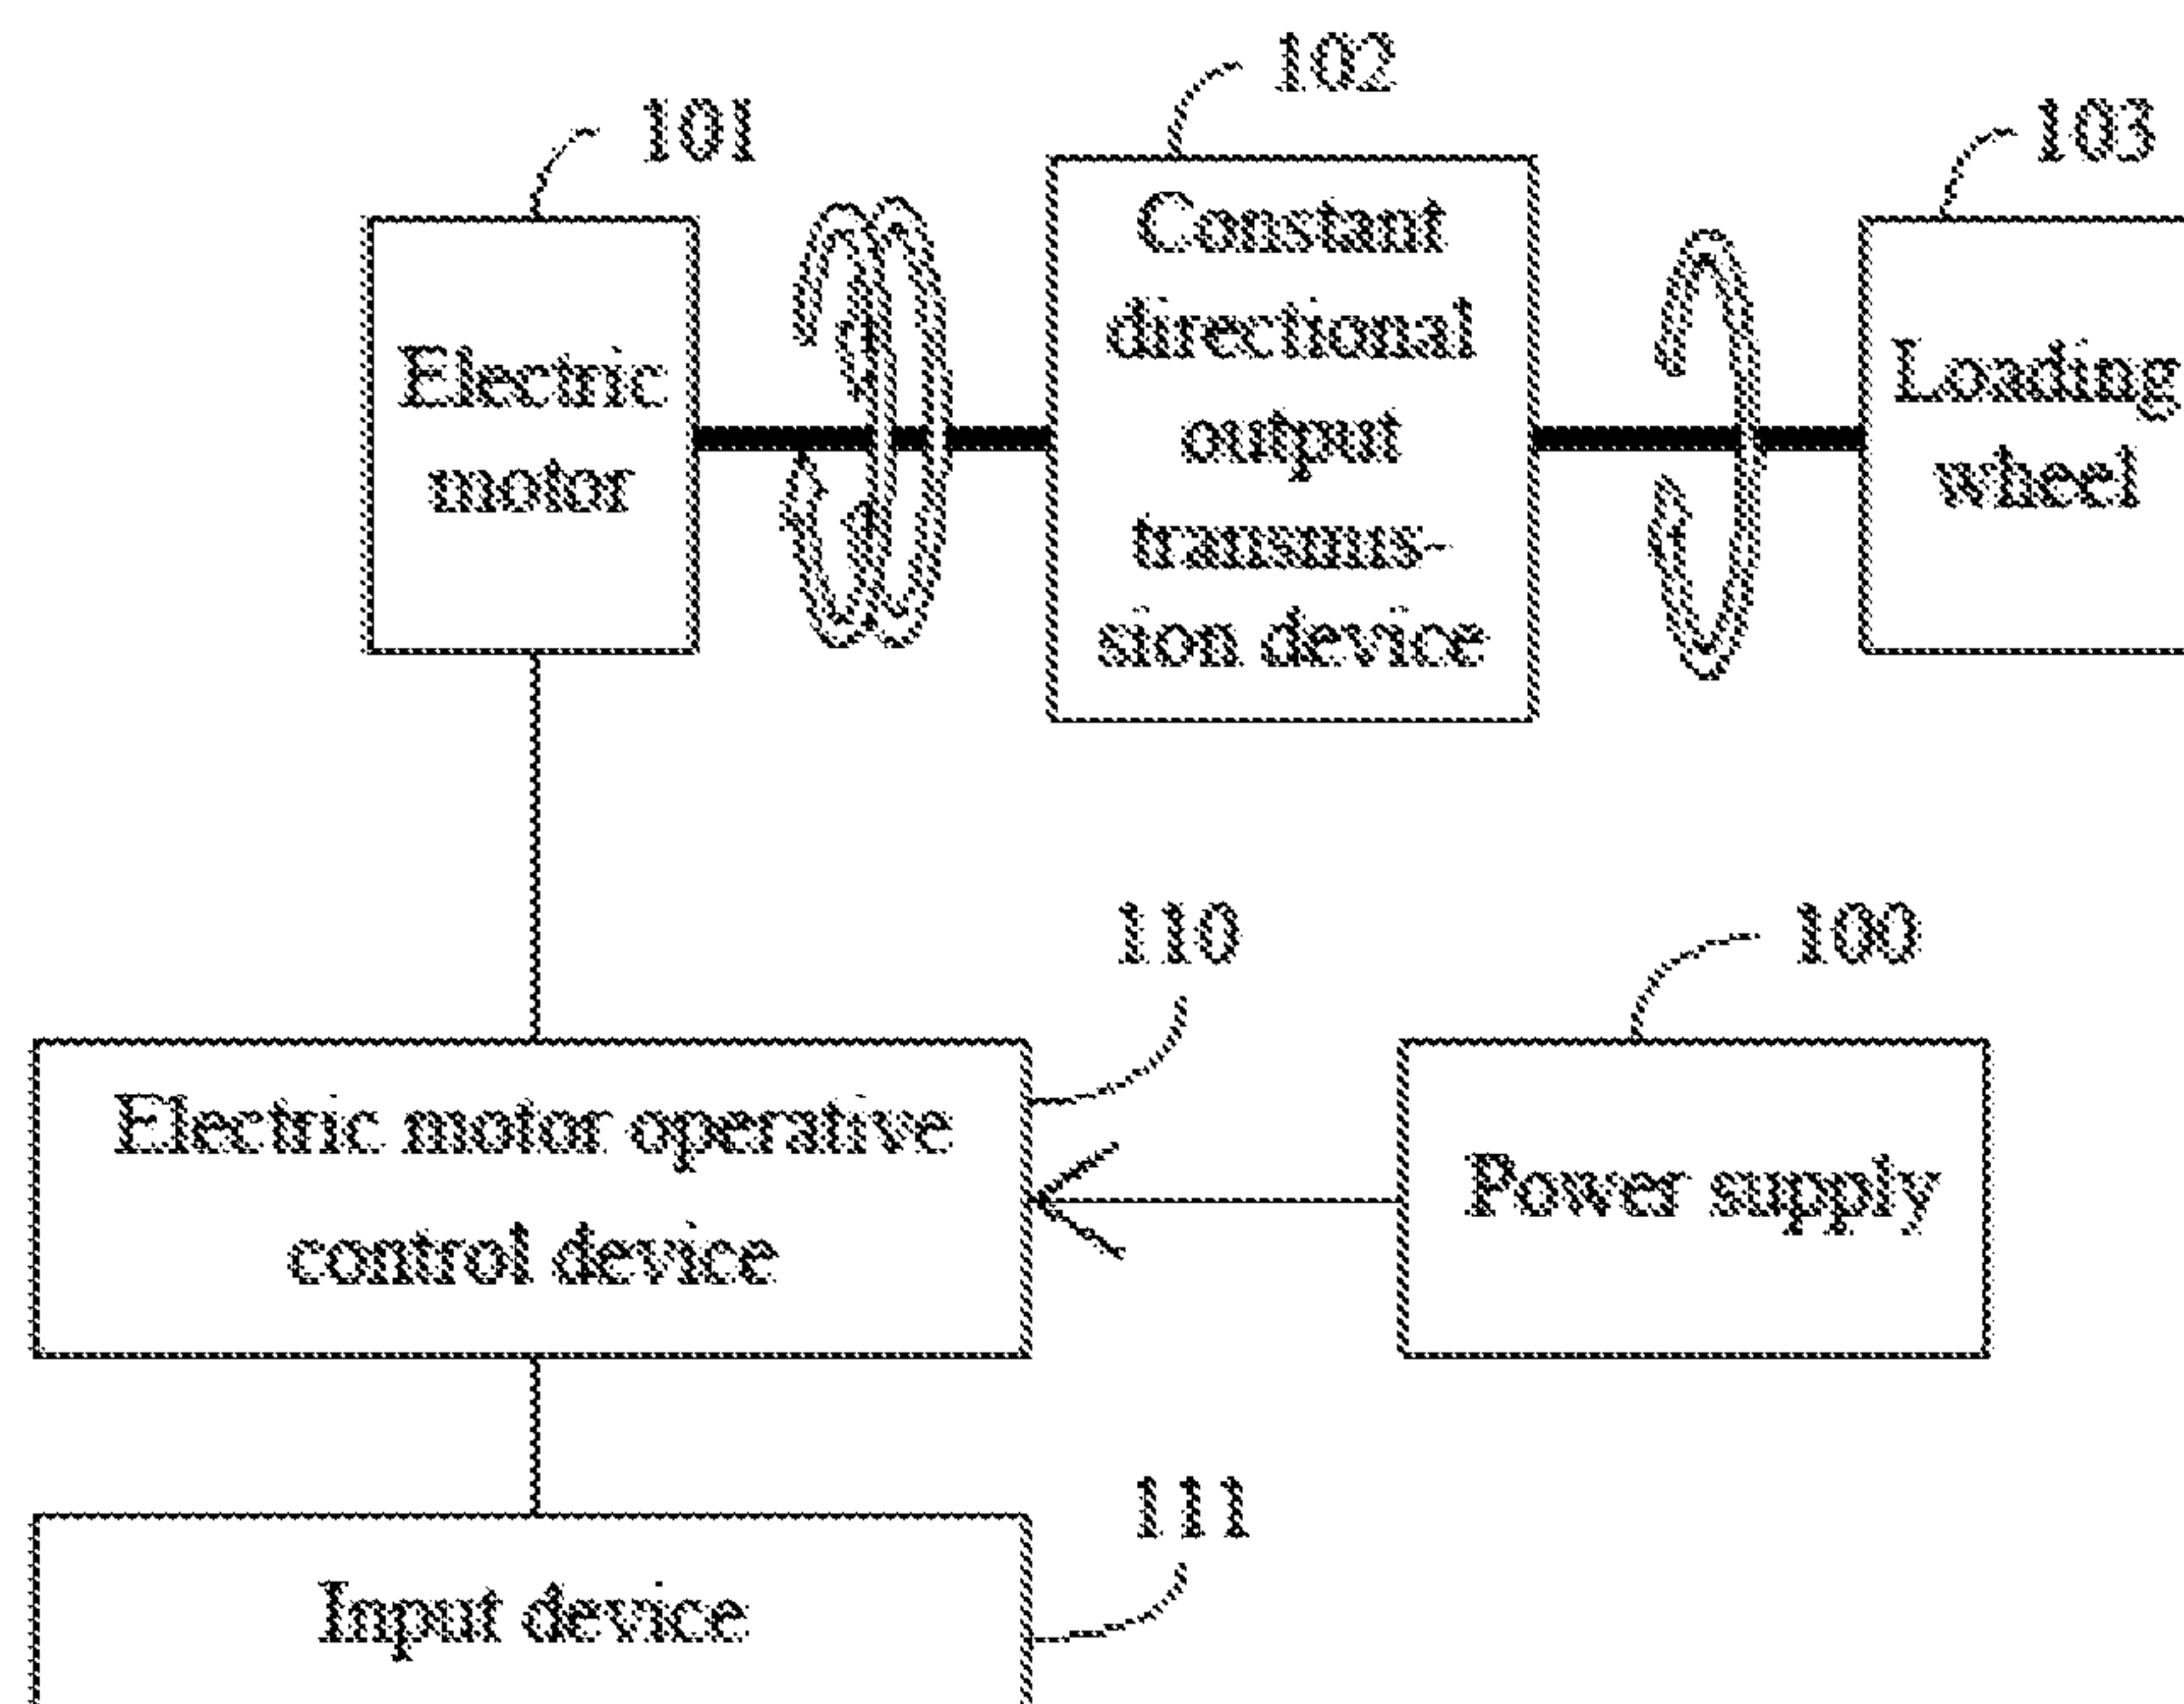 102
101
103
Constant
directional
output
transmis-
sion device
Electric
motor
Loading
wheel
110
100
Electric motor operative
control device
Power supply
111
Input device